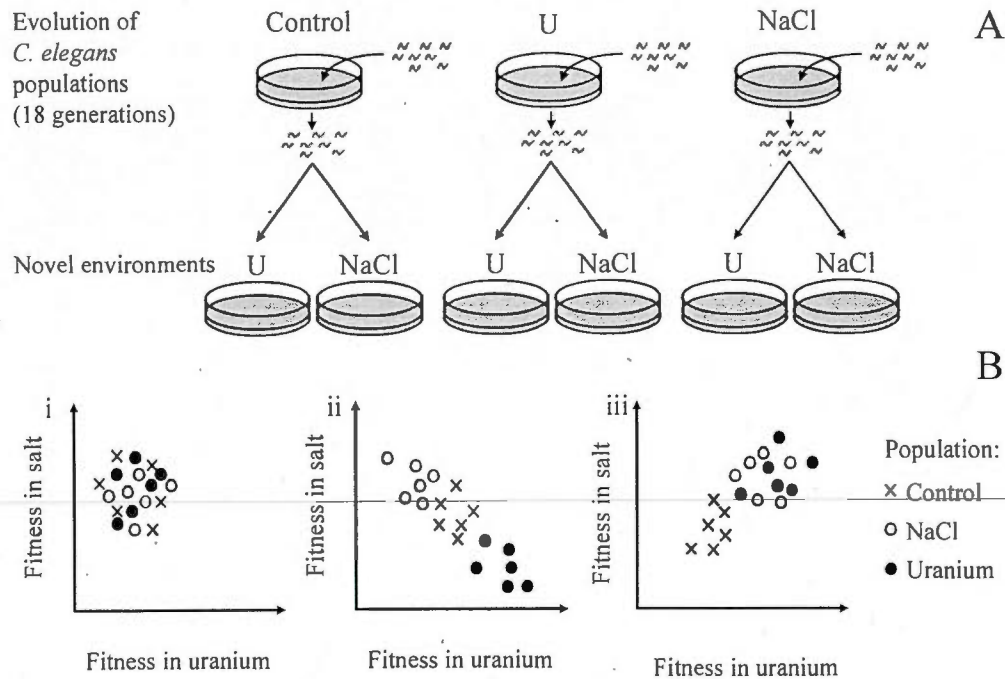 Evolution of
C. elegans
populations
(18 generations)
Control
U
NaCl
A
Novel environments
U
NaCl
U
NaCl
U
NaCl
B
i
Fitness in salt
Fitness in uranium
ii
Fitness in salt
Fitness in uranium
iii
Fitness in salt
Fitness in uranium
Population:
Control
NaCl
Uranium